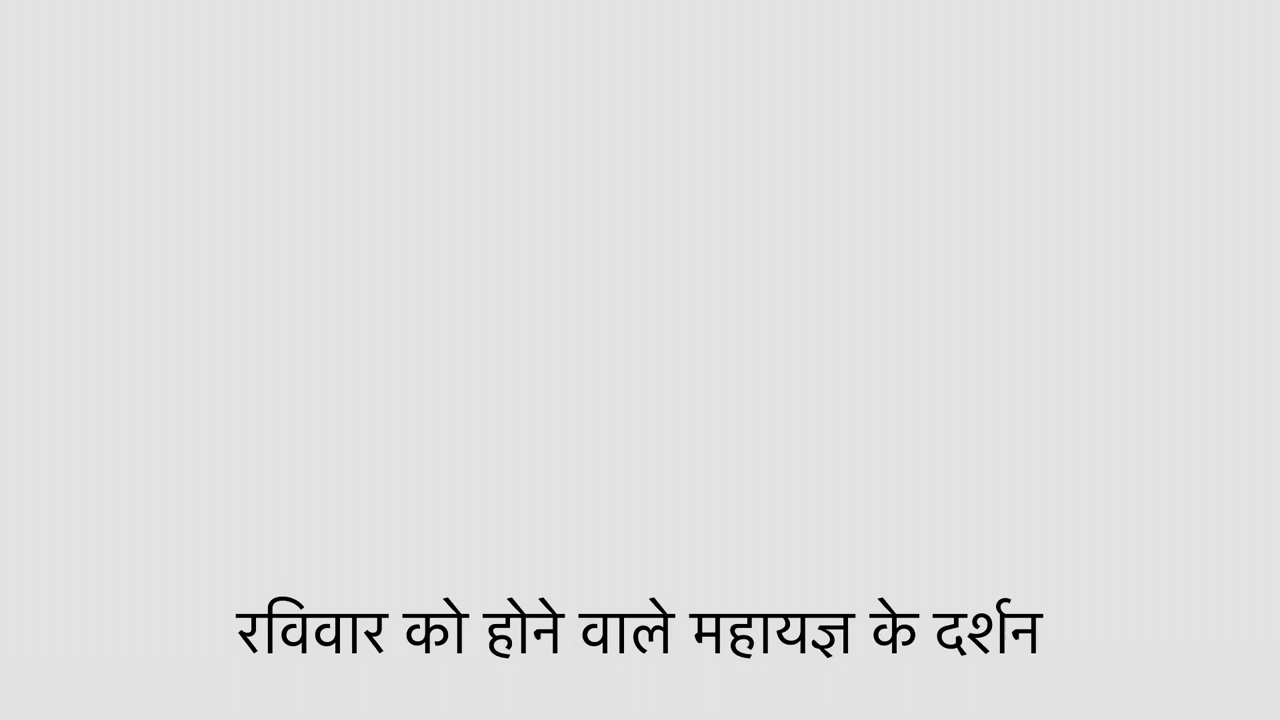 रविवार को होने वाले महायज्ञ के दर्शन